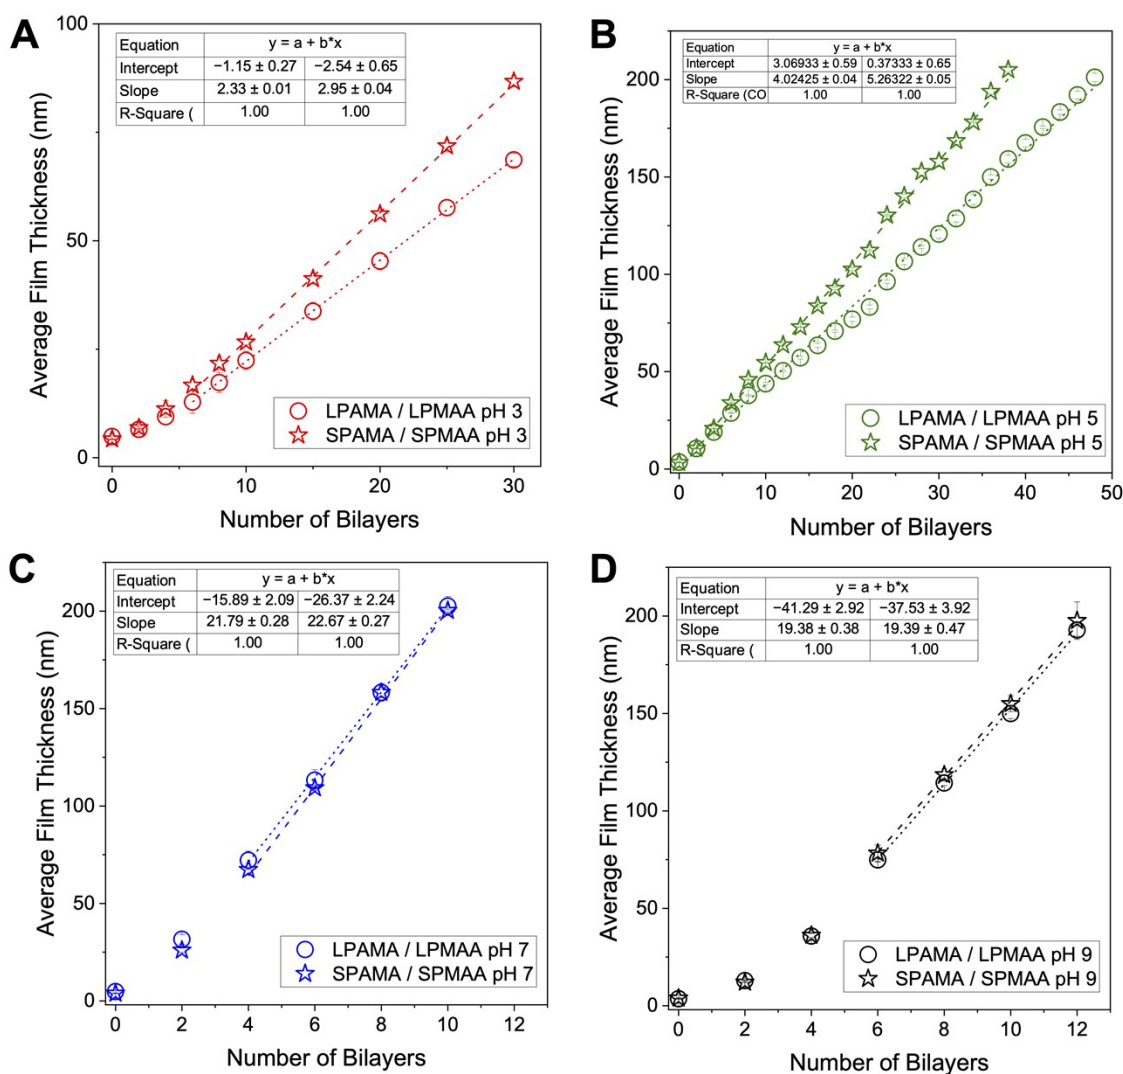 A
100
50
0
0
10
20
30
Average Film Thickness (nm)
Number of Bilayers
Equation y = a + b*x
Intercept −1.15 ± 0.27 −2.54 ± 0.65
Slope 2.33 ± 0.01 2.95 ± 0.04
R-Square ( 1.00 1.00
LPAMA / LPMAA pH 3
SPAMA / SPMAA pH 3
B
200
150
100
50
0
0
10
20
30
40
50
Average Film Thickness (nm)
Number of Bilayers
Equation y = a + b*x
Intercept 3.06933 ± 0.59 0.37333 ± 0.65
Slope 4.02425 ± 0.04 5.26322 ± 0.05
R-Square (CO 1.00 1.00
LPAMA / LPMAA pH 5
SPAMA / SPMAA pH 5
C
200
150
100
50
0
0
2
4
6
8
10
12
Average Film Thickness (nm)
Number of Bilayers
Equation y = a + b*x
Intercept −15.89 ± 2.09 −26.37 ± 2.24
Slope 21.79 ± 0.28 22.67 ± 0.27
R-Square ( 1.00 1.00
LPAMA / LPMAA pH 7
SPAMA / SPMAA pH 7
D
200
150
100
50
0
0
2
4
6
8
10
12
Average Film Thickness (nm)
Number of Bilayers
Equation y = a + b*x
Intercept −41.29 ± 2.92 −37.53 ± 3.92
Slope 19.38 ± 0.38 19.39 ± 0.47
R-Square ( 1.00 1.00
LPAMA / LPMAA pH 9
SPAMA / SPMAA pH 9